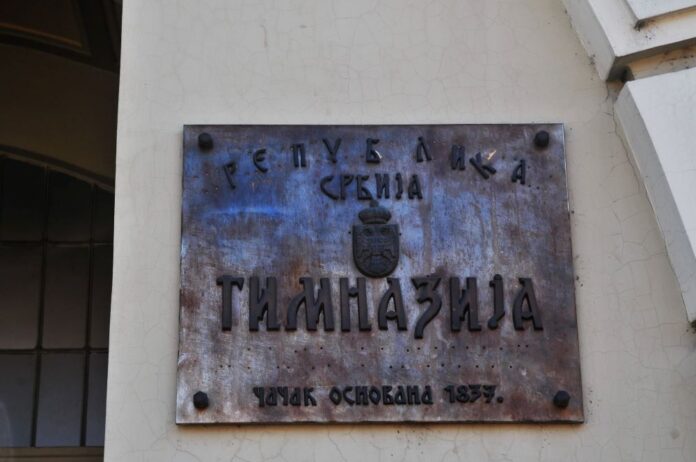 РЕПУБЛИКА
СРБИЈА
ГИМНАЗИЈА
ЧАЧАК ОСНОВАНА 1837.